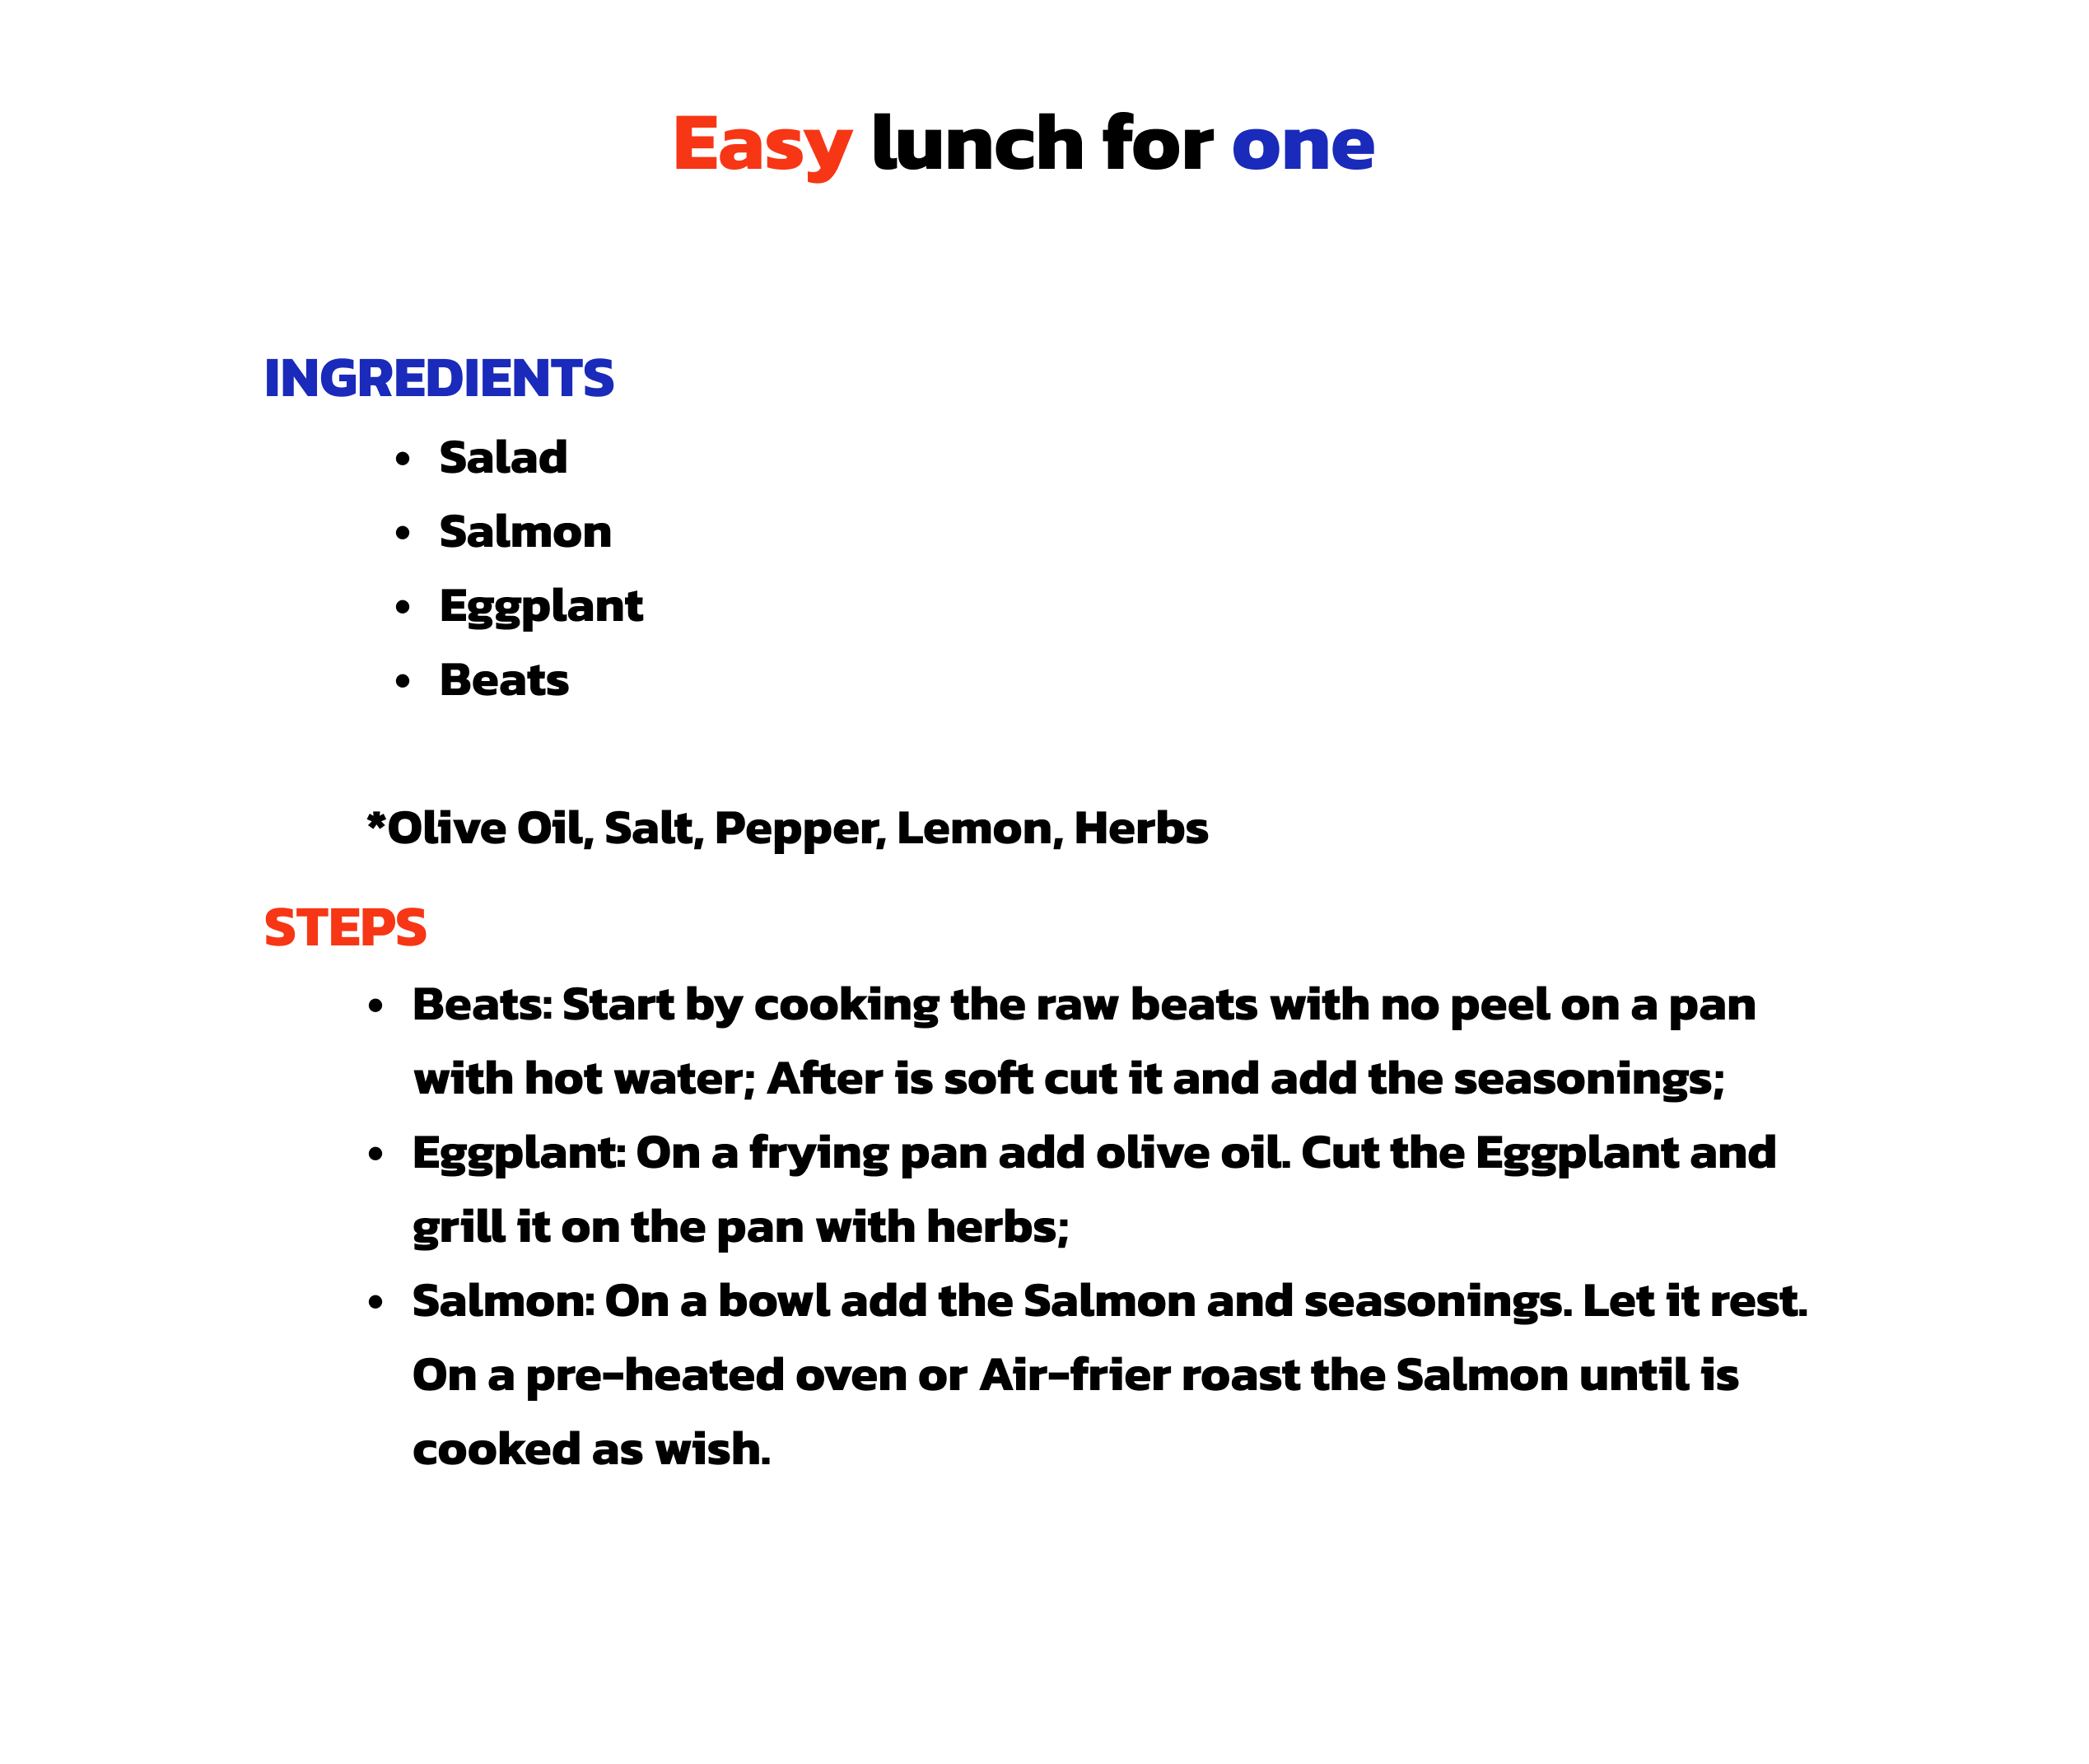 Easy lunch for one
INGREDIENTS
• Salad
• Salmon
• Eggplant
• Beats
*Olive Oil, Salt, Pepper, Lemon, Herbs
STEPS
• Beats: Start by cooking the raw beats with no peel on a pan
with hot water; After is soft cut it and add the seasonings;
• Eggplant: On a frying pan add olive oil. Cut the Eggplant and
grill it on the pan with herbs;
• Salmon: On a bowl add the Salmon and seasonings. Let it rest.
On a pre-heated oven or Air-frier roast the Salmon until is
cooked as wish.